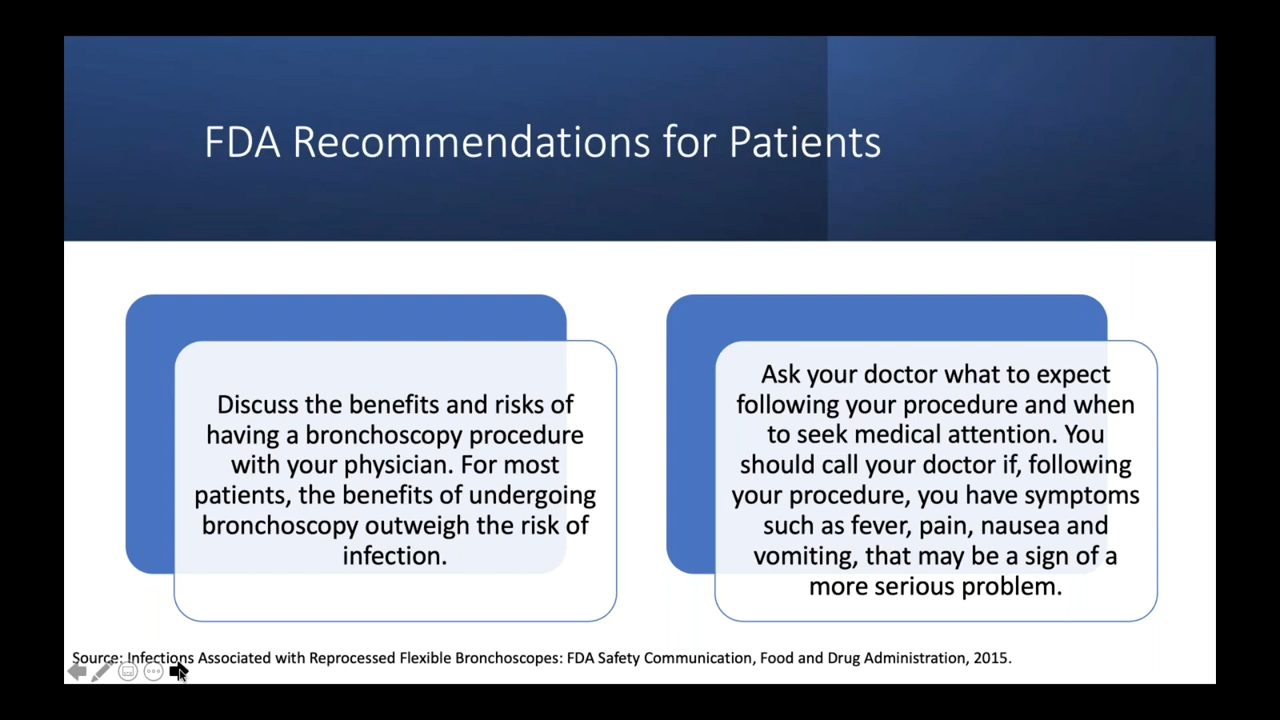 FDA Recommendations for Patients
Discuss the benefits and risks of
having a bronchoscopy procedure
with your physician. For most
patients, the benefits of undergoing
bronchoscopy outweigh the risk of
infection.
Ask your doctor what to expect
following your procedure and when
to seek medical attention. You
should call your doctor if, following
your procedure, you have symptoms
such as fever, pain, nausea and
vomiting, that may be a sign of a
more serious problem.
Source: Infections Associated with Reprocessed Flexible Bronchoscopes: FDA Safety Communication, Food and Drug Administration, 2015.